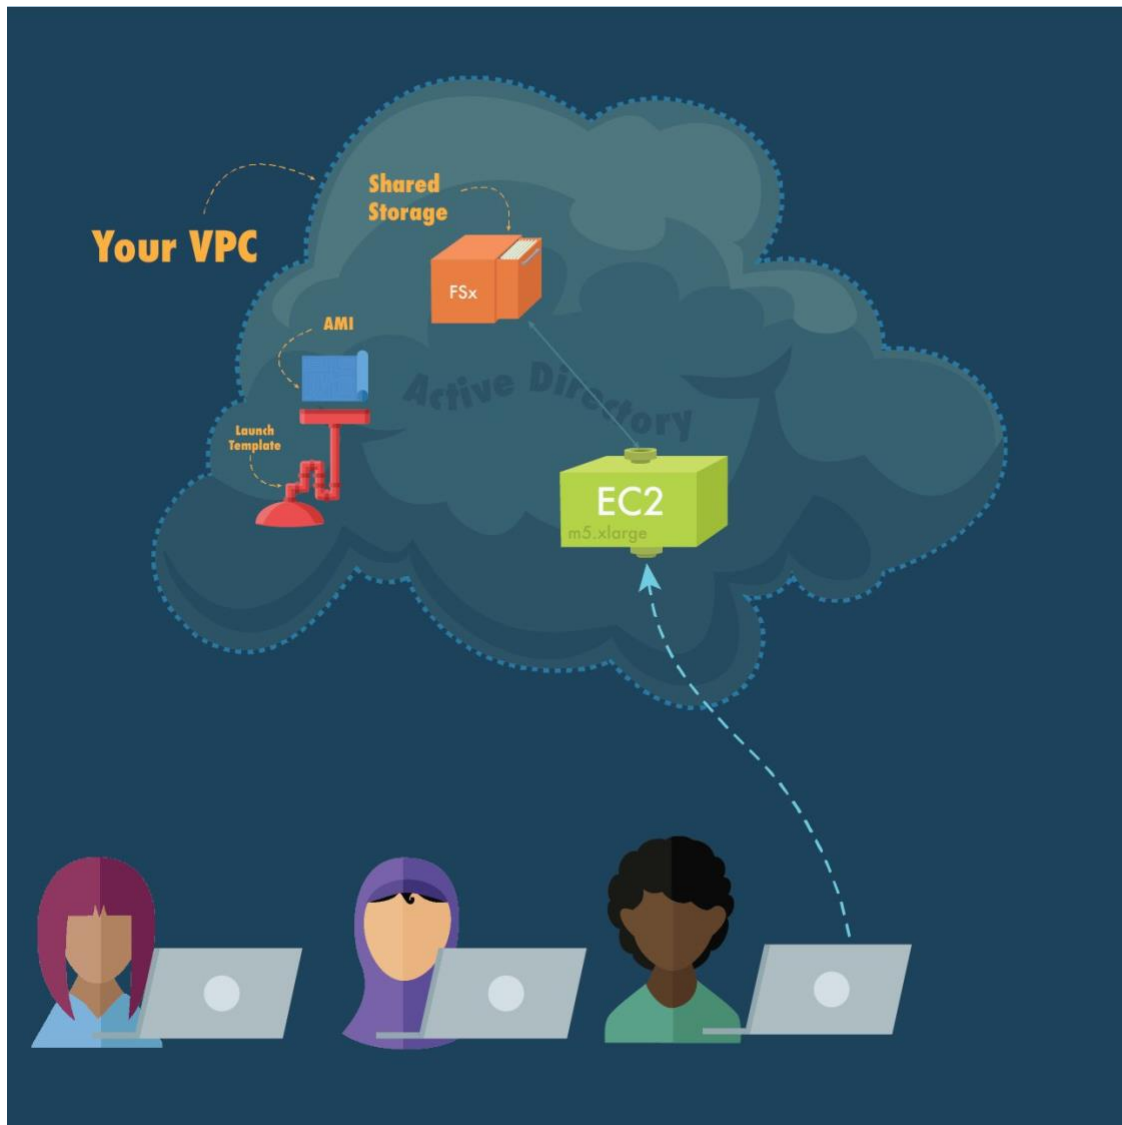 Shared
Storage
Your VPC
FSx
AMI
Active Directory
Launch
Template
EC2
m5.xlarge